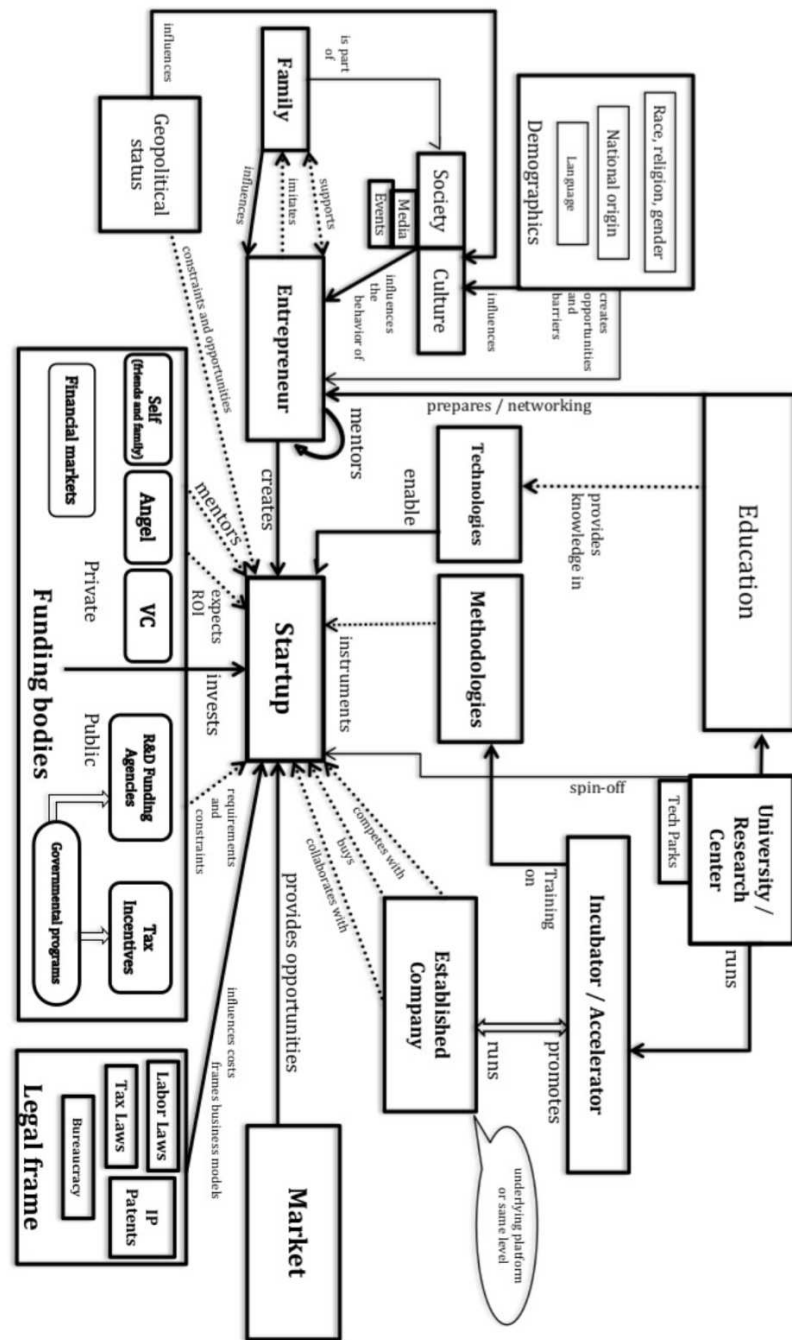 Race, religion, gender
National origin
Language
Demographics
creates
opportunities
and
barriers
influences
Society
Culture
Media
Events
is part
of
Family
influences
imitates
supports
influences
the
behavior of
influences
Geopolitical
status
constraints and opportunities
Entrepreneur
mentors
creates
prepares / networking
Education
provides
knowledge in
Technologies
enable
Methodologies
instruments
Startup
University /
Research
Center
Tech Parks
spin-off
runs
Incubator / Accelerator
Training
on
promotes
runs
Established
Company
underlying platform
or same level
competes with
buys
collaborates with
Market
provides opportunities
Self
(friends and family)
Angel
VC
Financial markets
Private
mentors
expects
ROI
invests
Funding bodies
Public
R&D Funding
Agencies
Tax
Incentives
Governmental programs
requirements
and
constraints
influences costs
frames business models
Labor Laws
Tax Laws
IP
Patents
Bureaucracy
Legal frame